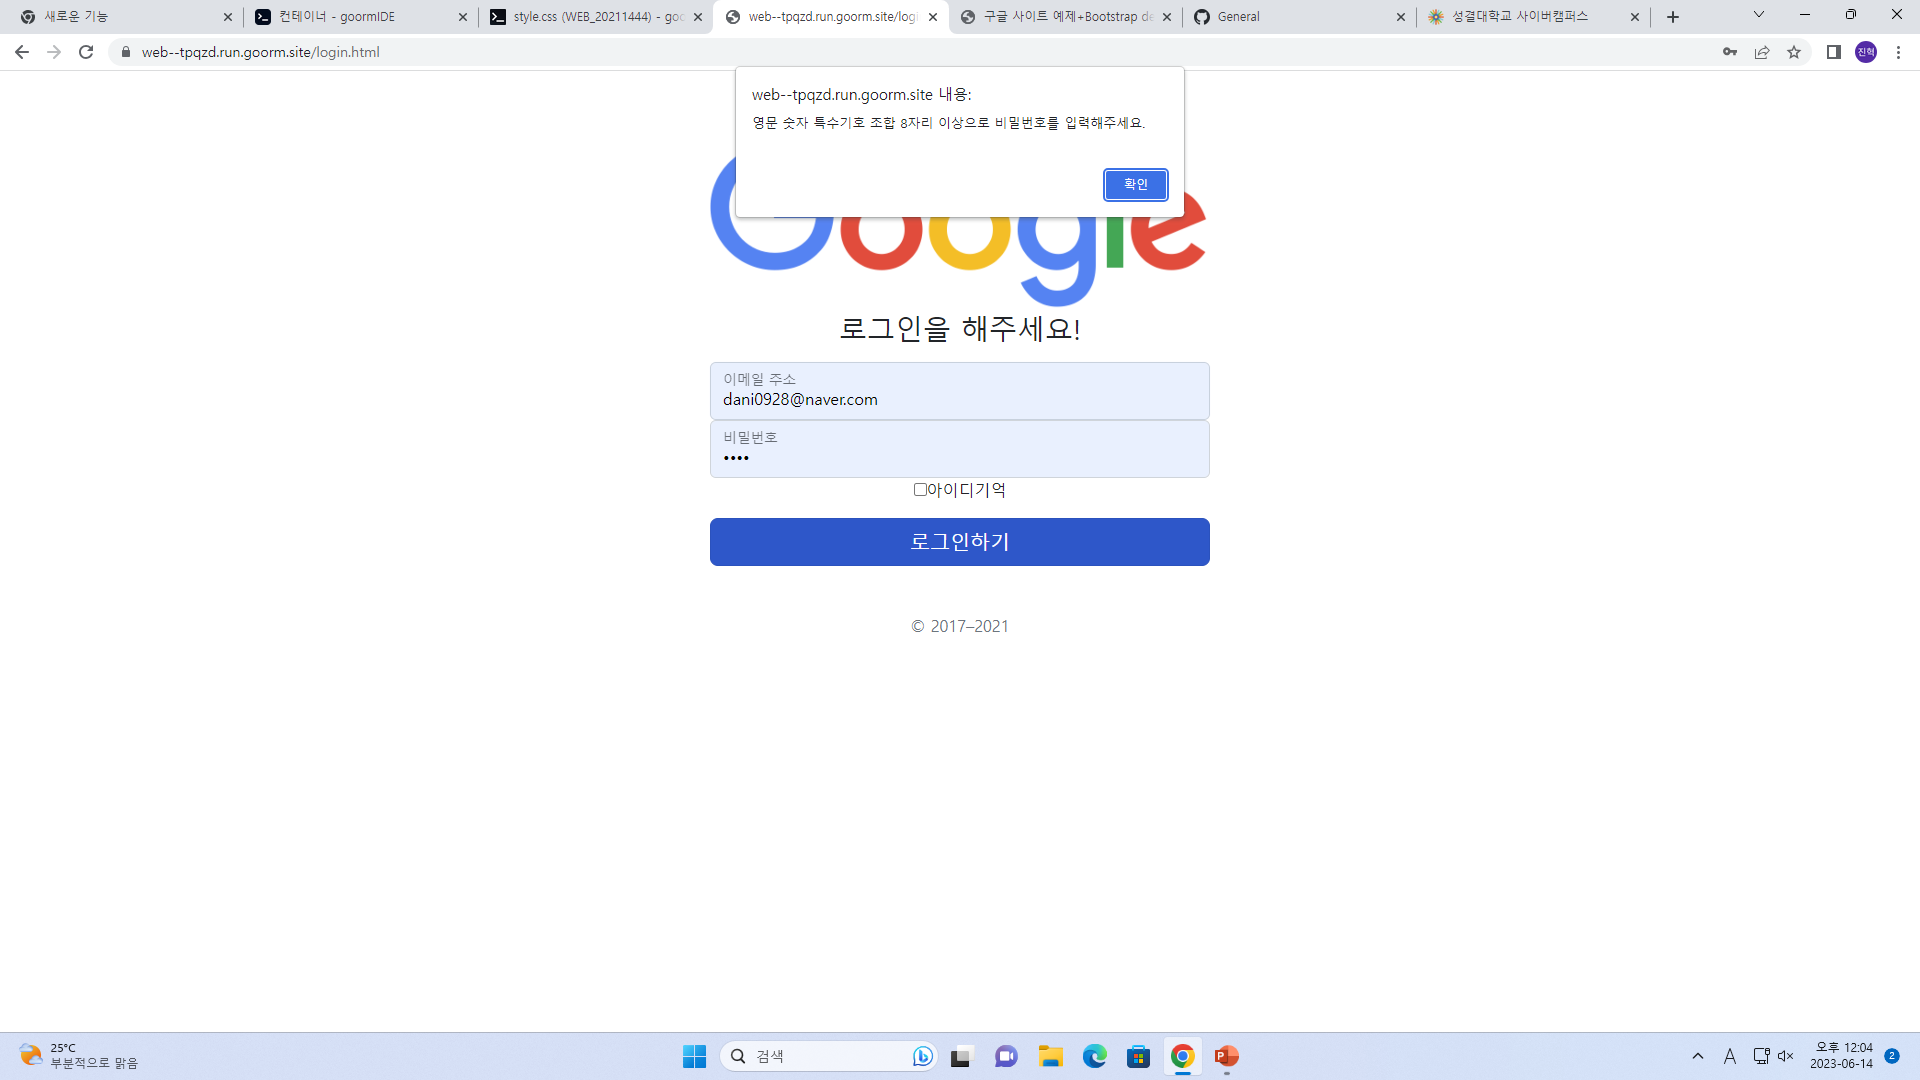 새로운 기능
컨테이너 - goormIDE
style.css (WEB_20211444) - goo
web--tpqzd.run.goorm.site/logi
구글 사이트 예제+Bootstrap de
General
성결대학교 사이버캠퍼스
web--tpqzd.run.goorm.site/login.html
진혁
web--tpqzd.run.goorm.site 내용:
영문 숫자 특수기호 조합 8자리 이상으로 비밀번호를 입력해주세요.
확인
Google
로그인을 해주세요!
이메일 주소
dani0928@naver.com
비밀번호
••••
아이디기억
로그인하기
© 2017–2021
25°C
부분적으로 맑음
검색
A
오후 12:04
2023-06-14
2